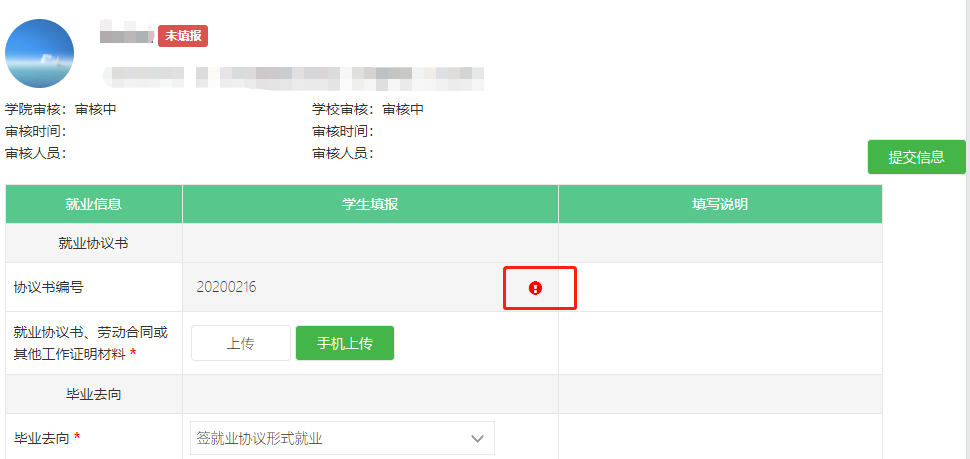 未填报
学院审核：审核中
学校审核：审核中
审核时间：
审核时间：
审核人员：
审核人员：
提交信息
就业信息
学生填报
填写说明
就业协议书
协议书编号
20200216
就业协议书、劳动合同或
其他工作证明材料 *
上传
手机上传
毕业去向
毕业去向 *
签就业协议形式就业